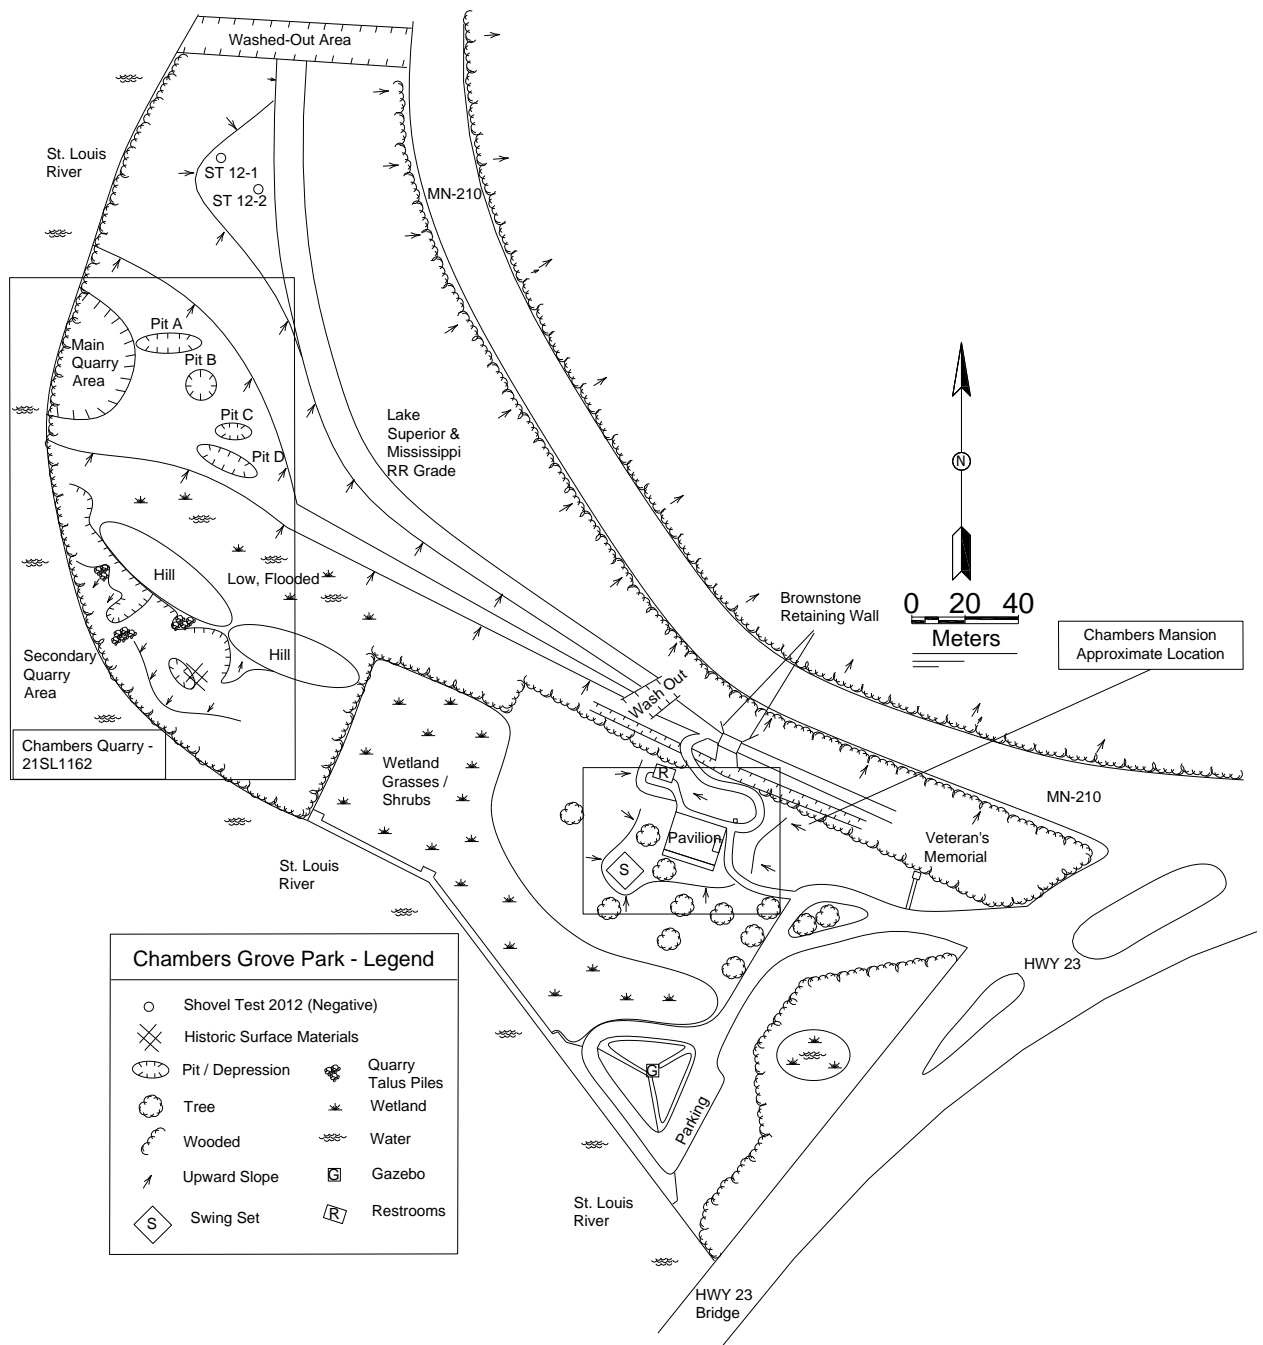 Washed-Out Area
St. Louis
River
ST 12-1
ST 12-2
MN-210
Pit A
Main
Quarry
Area
Pit B
Pit C
Pit D
Lake
Superior &
Mississippi
RR Grade
N
0 20 40
Meters
Hill
Low, Flooded
Brownstone
Retaining Wall
Chambers Mansion
Approximate Location
Secondary
Quarry
Area
Hill
Wash Out
Chambers Quarry -
21SL1162
Wetland
Grasses /
Shrubs
R
MN-210
Pavilion
Veteran's
Memorial
S
St. Louis
River
HWY 23
G
Parking
St. Louis
River
HWY 23
Bridge
Chambers Grove Park - Legend
Shovel Test 2012 (Negative)
Historic Surface Materials
Pit / Depression
Quarry
Talus Piles
Tree
Wetland
Wooded
Water
Upward Slope
G
Gazebo
S
Swing Set
R
Restrooms